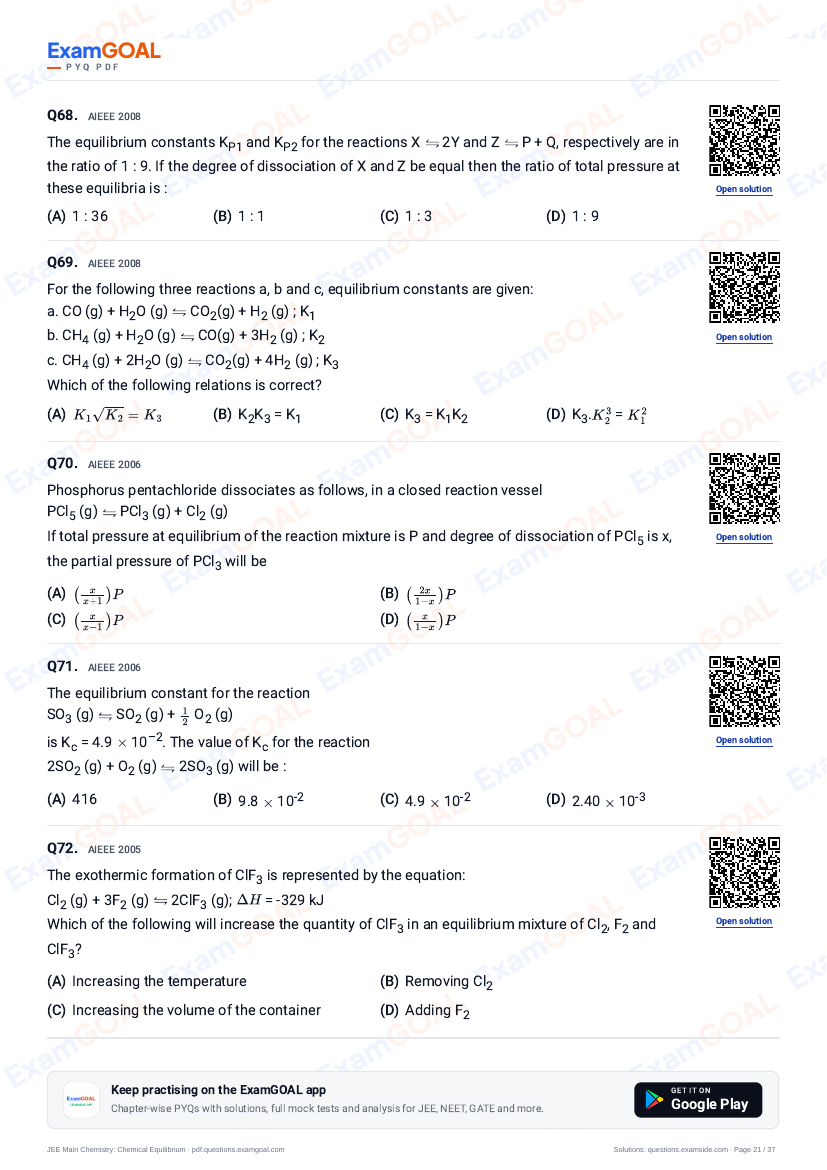 ExamGOAL
PYQ PDF
Q68. AIEEE 2008
The equilibrium constants K_P1 and K_P2 for the reactions X ⇋ 2Y and Z ⇋ P + Q, respectively are in
the ratio of 1 : 9. If the degree of dissociation of X and Z be equal then the ratio of total pressure at
these equilibria is :
(A) 1 : 36 (B) 1 : 1 (C) 1 : 3 (D) 1 : 9
Open solution
Q69. AIEEE 2008
For the following three reactions a, b and c, equilibrium constants are given:
a. CO (g) + H₂O (g) ⇋ CO₂(g) + H₂ (g) ; K₁
b. CH₄ (g) + H₂O (g) ⇋ CO(g) + 3H₂ (g) ; K₂
c. CH₄ (g) + 2H₂O (g) ⇋ CO₂(g) + 4H₂ (g) ; K₃
Which of the following relations is correct?
(A) K₁√K₂ = K₃ (B) K₂K₃ = K₁ (C) K₃ = K₁K₂ (D) K₃.K₂³ = K₁²
Open solution
Q70. AIEEE 2006
Phosphorus pentachloride dissociates as follows, in a closed reaction vessel
PCl₅ (g) ⇋ PCl₃ (g) + Cl₂ (g)
If total pressure at equilibrium of the reaction mixture is P and degree of dissociation of PCl₅ is x,
the partial pressure of PCl₃ will be
(A) (x/(x+1))P (B) (2x/(1−x))P
(C) (x/(x−1))P (D) (x/(1−x))P
Open solution
Q71. AIEEE 2006
The equilibrium constant for the reaction
SO₃ (g) ⇋ SO₂ (g) + 1/2 O₂ (g)
is K_c = 4.9 × 10⁻². The value of K_c for the reaction
2SO₂ (g) + O₂ (g) ⇋ 2SO₃ (g) will be :
(A) 416 (B) 9.8 × 10⁻² (C) 4.9 × 10⁻² (D) 2.40 × 10⁻³
Open solution
Q72. AIEEE 2005
The exothermic formation of ClF₃ is represented by the equation:
Cl₂ (g) + 3F₂ (g) ⇋ 2ClF₃ (g); ΔH = -329 kJ
Which of the following will increase the quantity of ClF₃ in an equilibrium mixture of Cl₂, F₂ and
ClF₃?
(A) Increasing the temperature (B) Removing Cl₂
(C) Increasing the volume of the container (D) Adding F₂
Open solution
ExamGOAL
Keep practising on the ExamGOAL app
Chapter-wise PYQs with solutions, full mock tests and analysis for JEE, NEET, GATE and more.
GET IT ON
Google Play
JEE Main Chemistry: Chemical Equilibrium · pdf.questions.examgoal.com
Solutions: questions.examside.com · Page 21 / 37